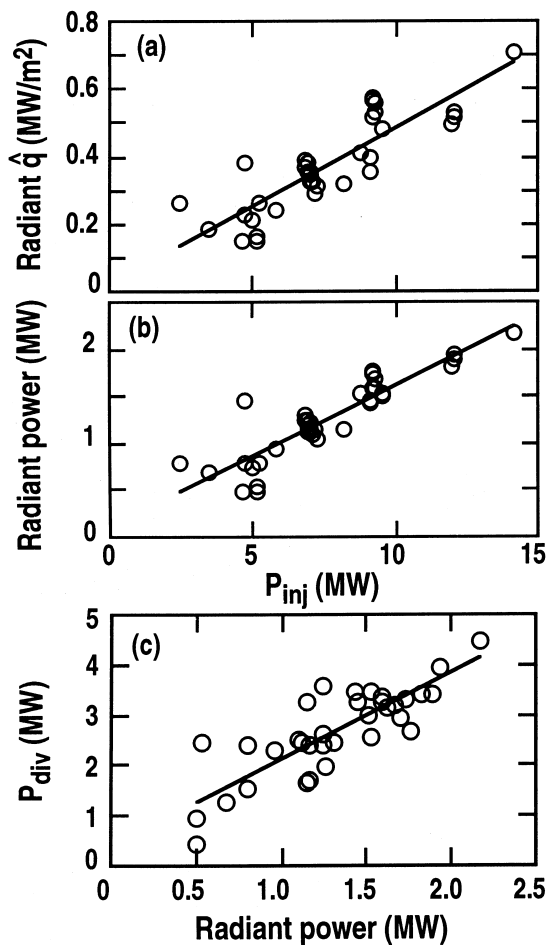 (a)
Radiant q̂ (MW/m²)
0.8
0.6
0.4
0.2
0
(b)
Radiant power (MW)
2
1
0
0 5 10 15
P_inj (MW)
(c)
P_div (MW)
5
4
3
2
1
0
0 0.5 1.0 1.5 2.0 2.5
Radiant power (MW)